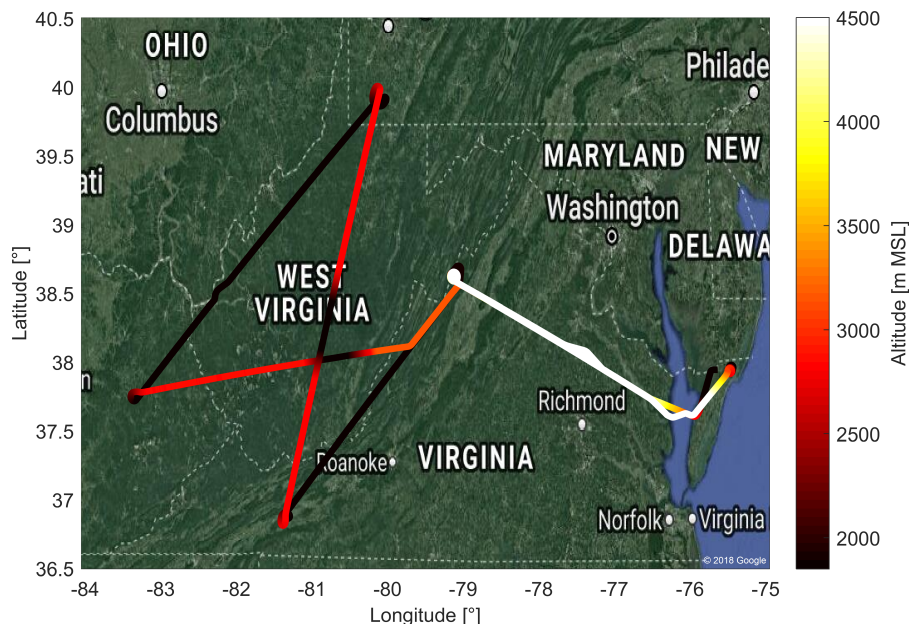 40.5
40
39.5
39
38.5
38
37.5
37
36.5
Latitude [°]
-84
-83
-82
-81
-80
-79
-78
-77
-76
-75
Longitude [°]
OHIO
Columbus
ati
n
WEST
VIRGINIA
Roanoke
VIRGINIA
Richmond
Norfolk
Virginia
MARYLAND
Washington
NEW
Philade
DELAWA
© 2018 Google
4500
4000
3500
3000
2500
2000
Altitude [m MSL]